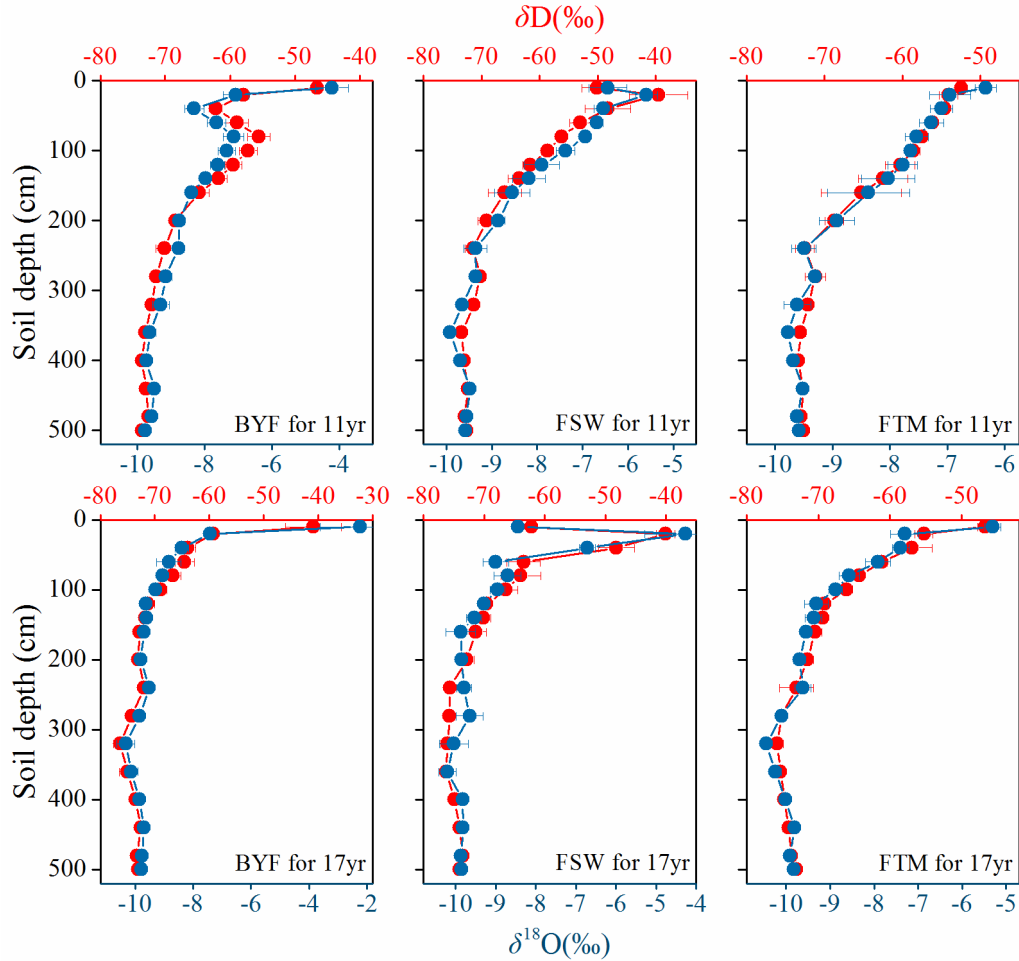 δD(‰)
-80 -70 -60 -50 -40
-80 -70 -60 -50 -40
-80 -70 -60 -50
0
100
200
300
400
500
Soil depth (cm)
BYF for 11yr
FSW for 11yr
FTM for 11yr
-10 -8 -6 -4
-10 -9 -8 -7 -6 -5
-10 -9 -8 -7 -6
-80 -70 -60 -50 -40 -30
-80 -70 -60 -50 -40
-80 -70 -60 -50
0
100
200
300
400
500
Soil depth (cm)
BYF for 17yr
FSW for 17yr
FTM for 17yr
-10 -8 -6 -4 -2
-10 -9 -8 -7 -6 -5 -4
-10 -9 -8 -7 -6 -5
δ¹⁸O(‰)